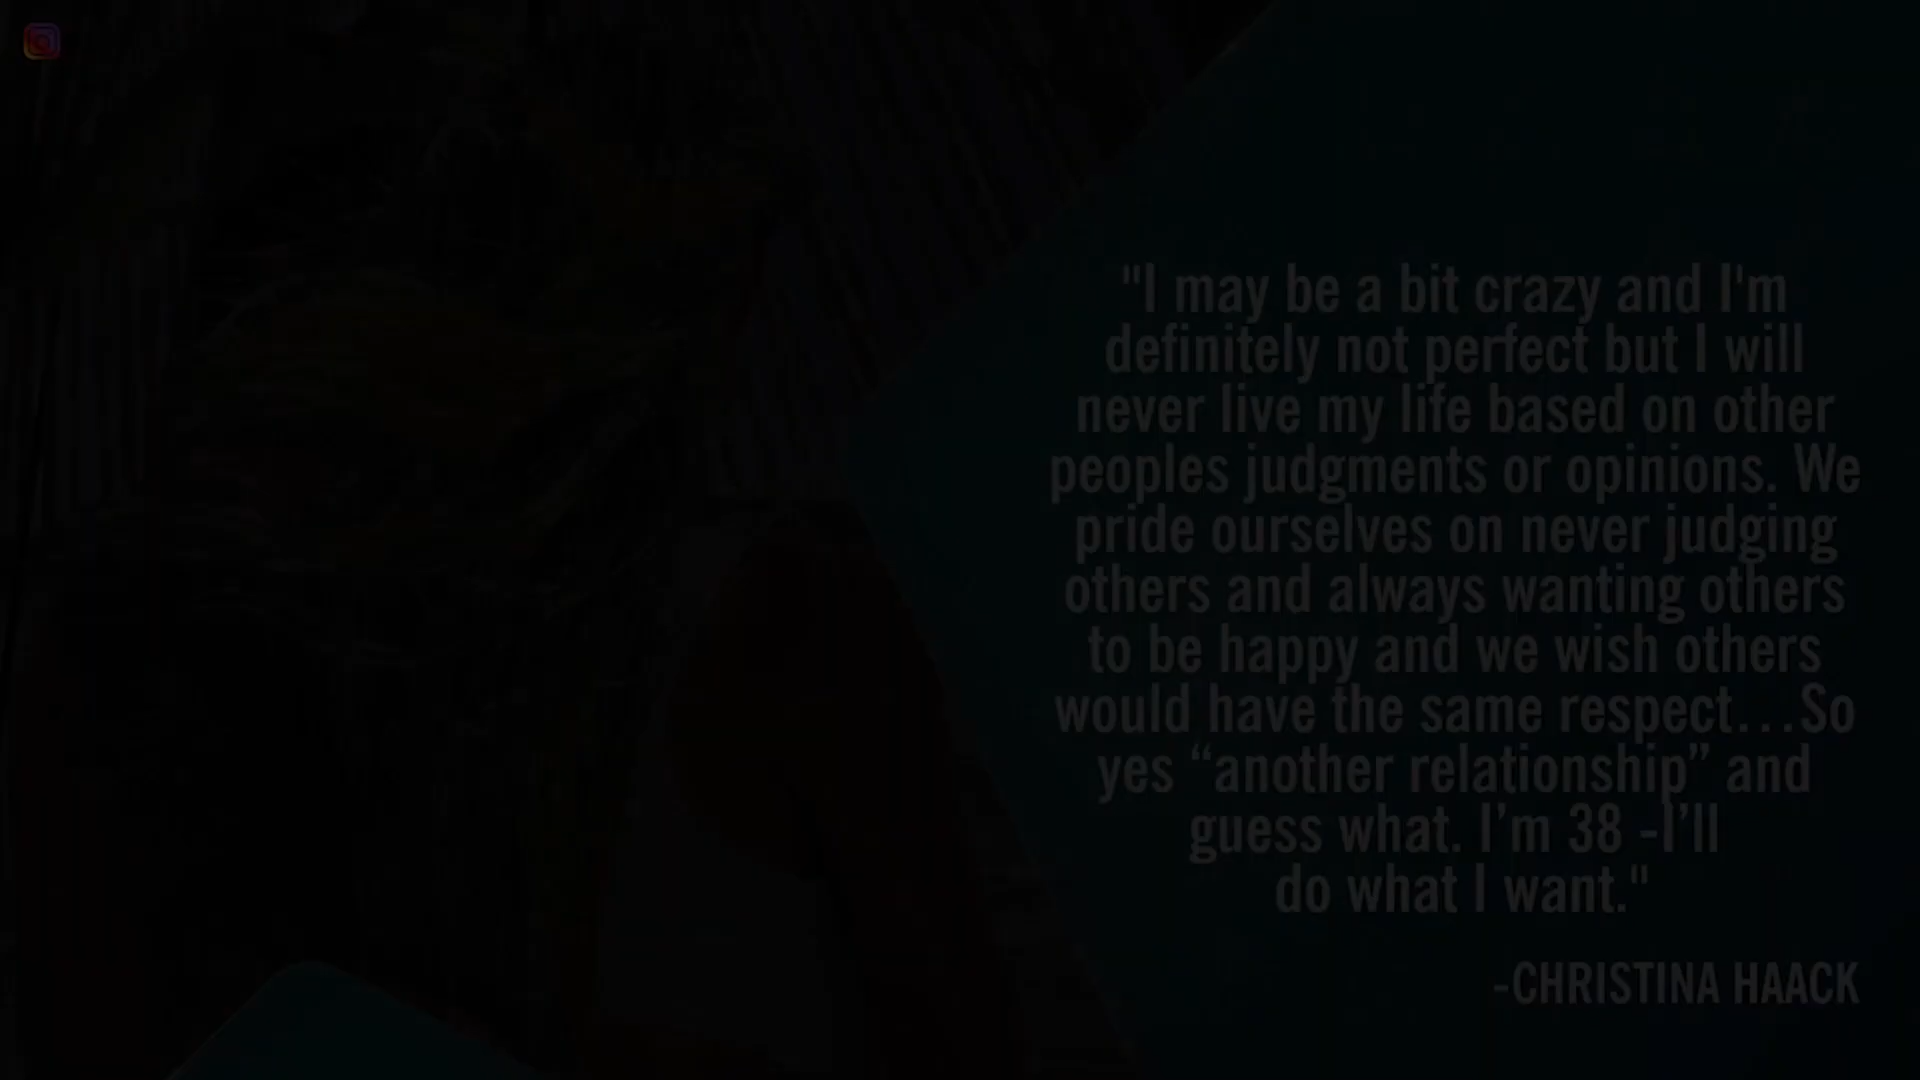 "I may be a bit crazy and I'm
definitely not perfect but I will
never live my life based on other
peoples judgments or opinions. We
pride ourselves on never judging
others and always wanting others
to be happy and we wish others
would have the same respect…So
yes “another relationship” and
guess what. I’m 38 -I’ll
do what I want."
-CHRISTINA HAACK